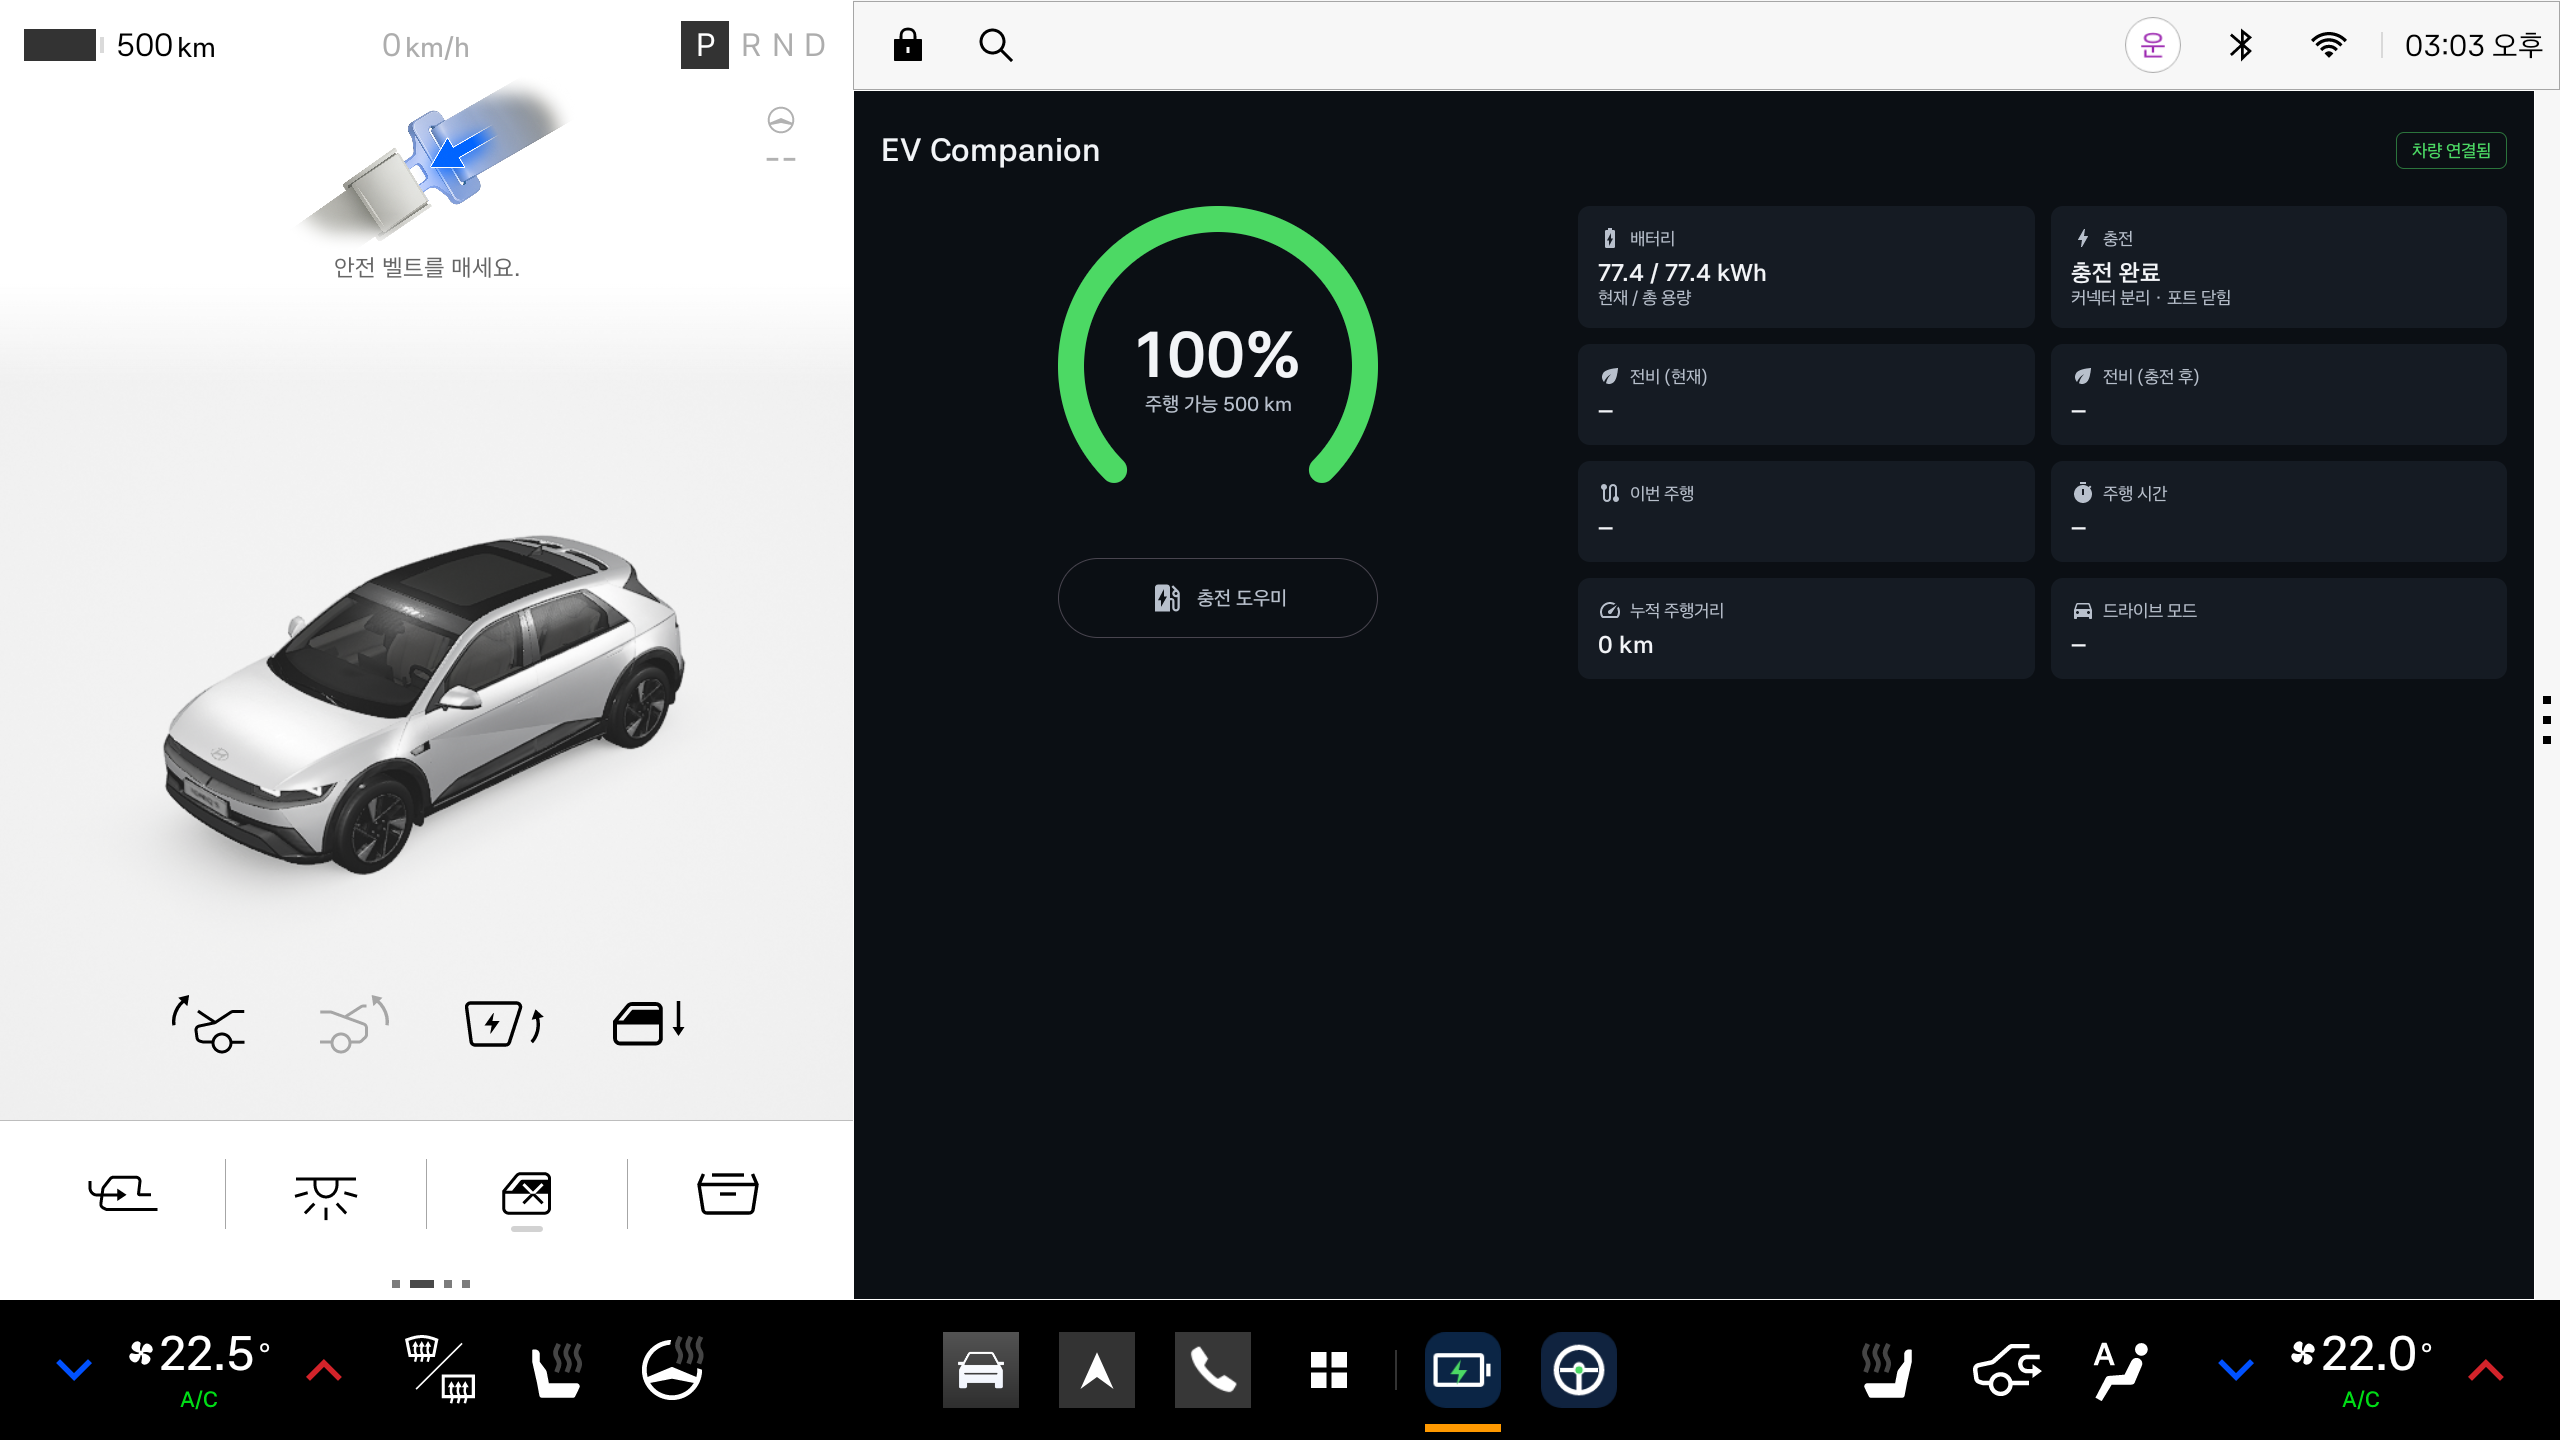 500 km
0 km/h
P R N D
운
03:03 오후
안전 벨트를 매세요.
EV Companion
차량 연결됨
100%
주행 가능 500 km
충전 도우미
배터리
77.4 / 77.4 kWh
현재 / 총 용량
충전
충전 완료
커넥터 분리 · 포트 닫힘
전비 (현재)
–
전비 (충전 후)
–
이번 주행
–
주행 시간
–
누적 주행거리
0 km
드라이브 모드
–
22.5°
A/C
A
22.0°
A/C